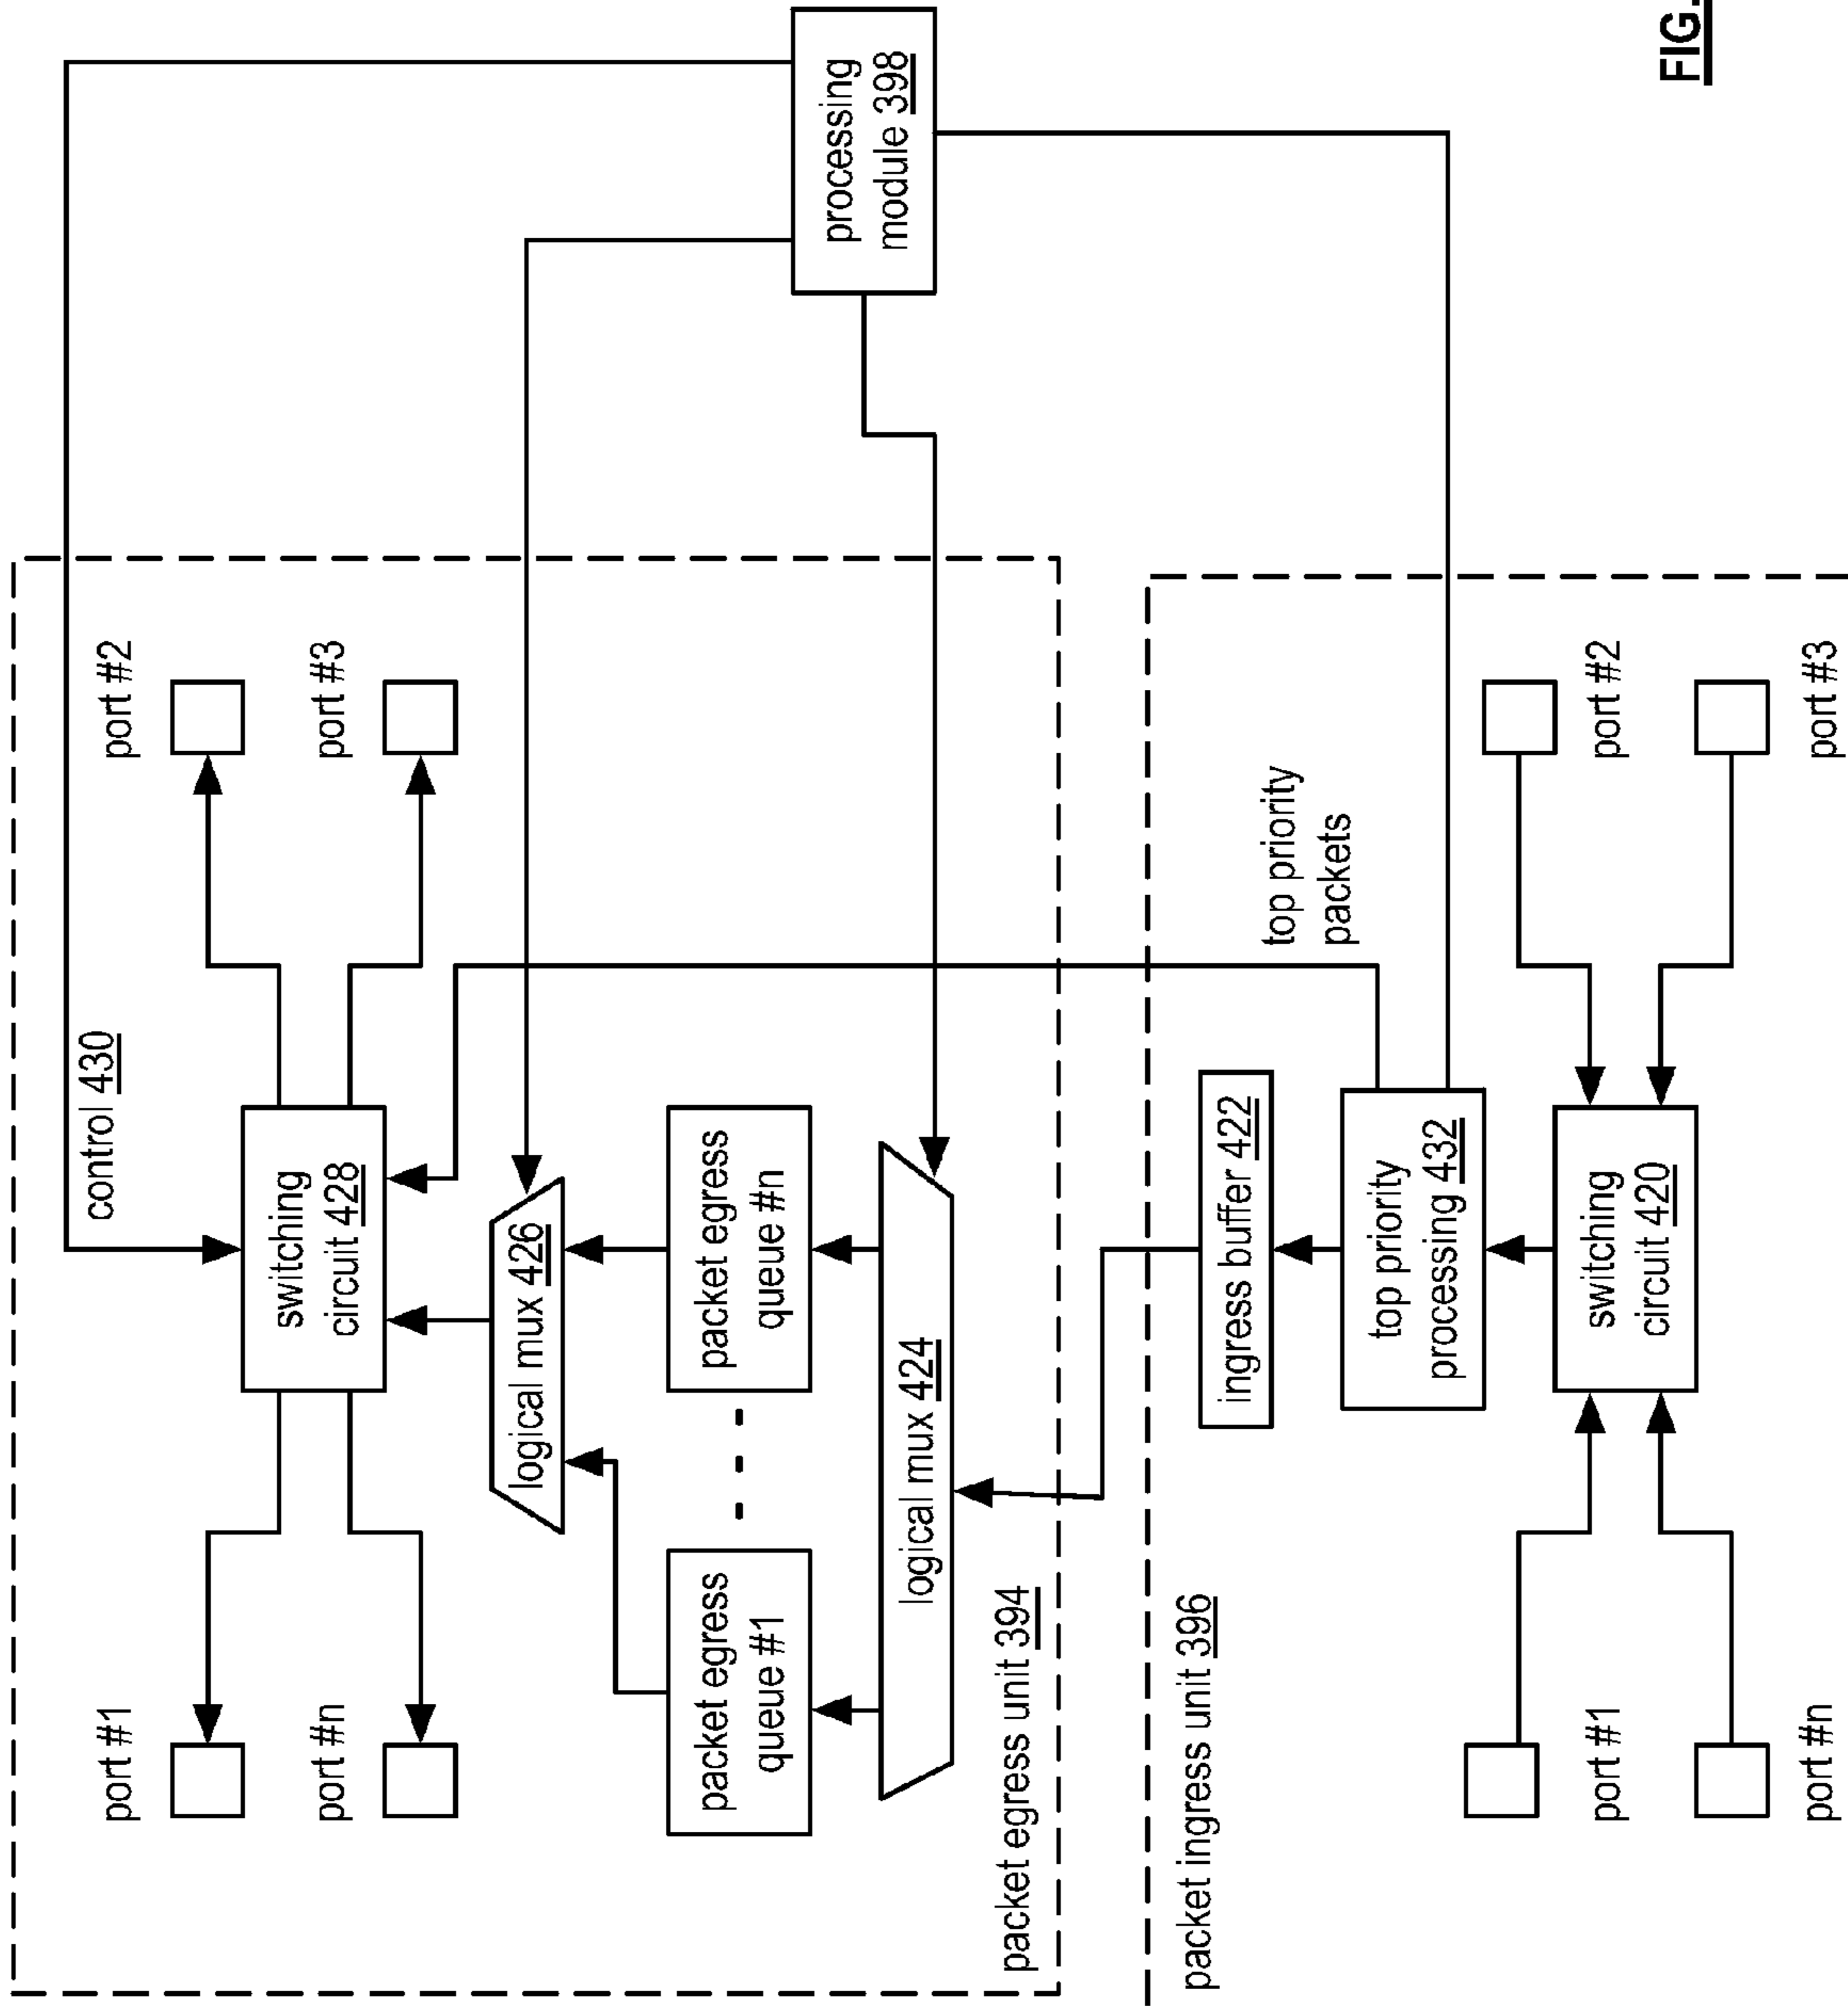 control 430
port #1
port #n
port #2
port #3
switching
circuit 428
logical mux 426
packet egress
queue #1
packet egress
queue #n
logical mux 424
packet egress unit 394
processing
module 398
packet ingress unit 396
ingress buffer 422
top priority
packets
top priority
processing 432
switching
circuit 420
port #1
port #n
port #2
port #3
FIG.